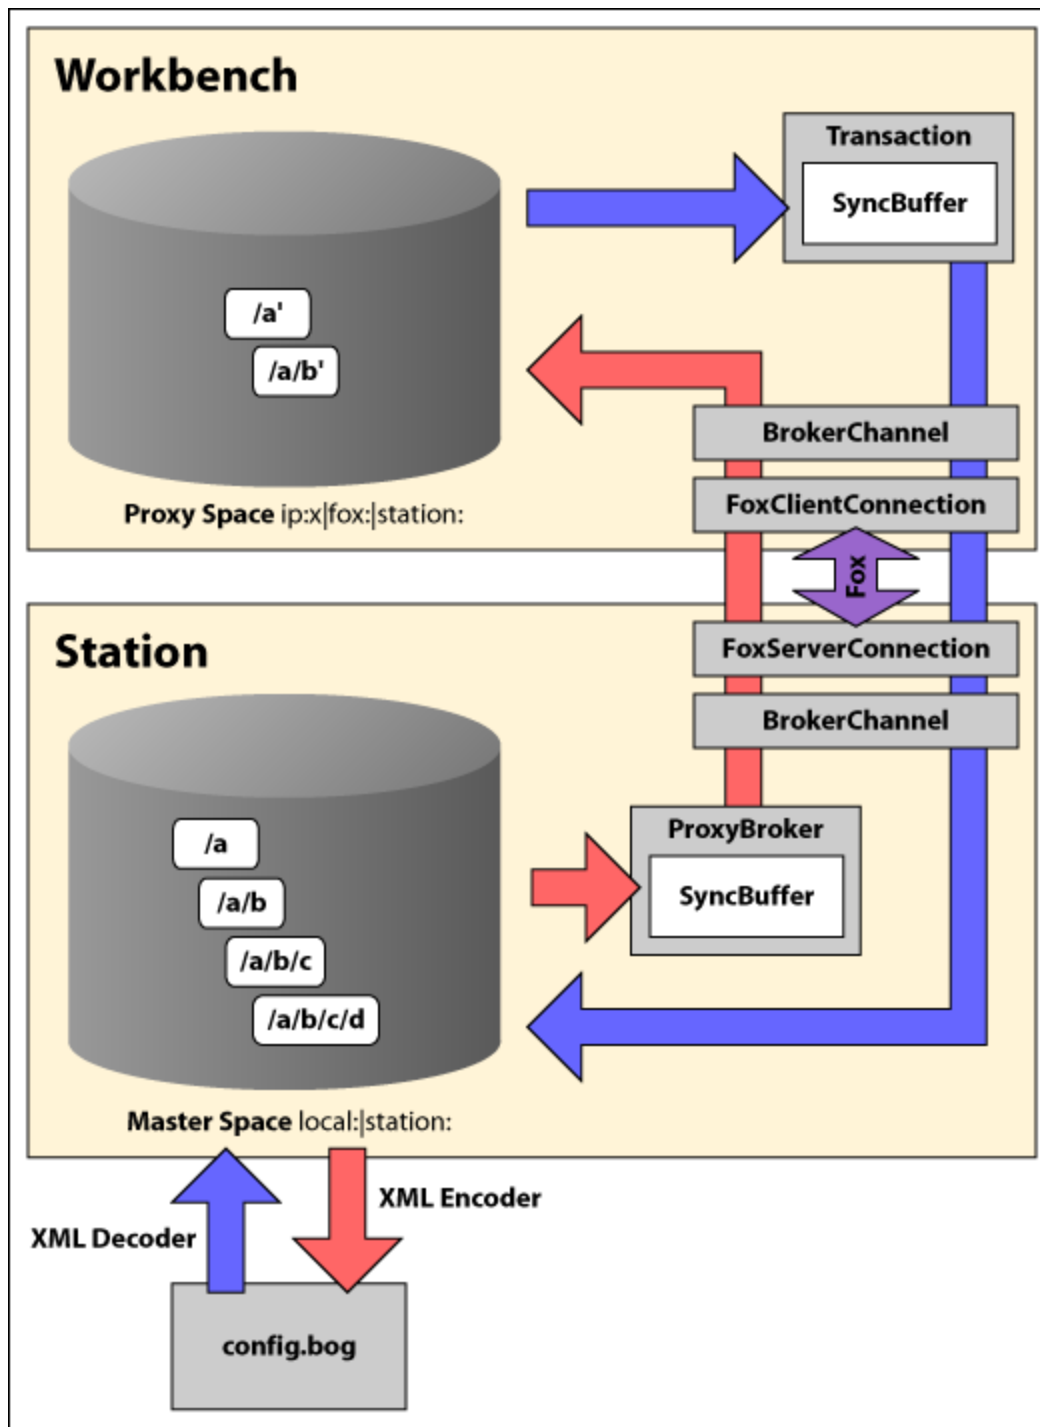 Workbench
Transaction
SyncBuffer
/a'
/a/b'
BrokerChannel
FoxClientConnection
Proxy Space ip:x|fox:|station:
Fox
Station
FoxServerConnection
BrokerChannel
ProxyBroker
SyncBuffer
/a
/a/b
/a/b/c
/a/b/c/d
Master Space local:|station:
XML Encoder
XML Decoder
config.bog